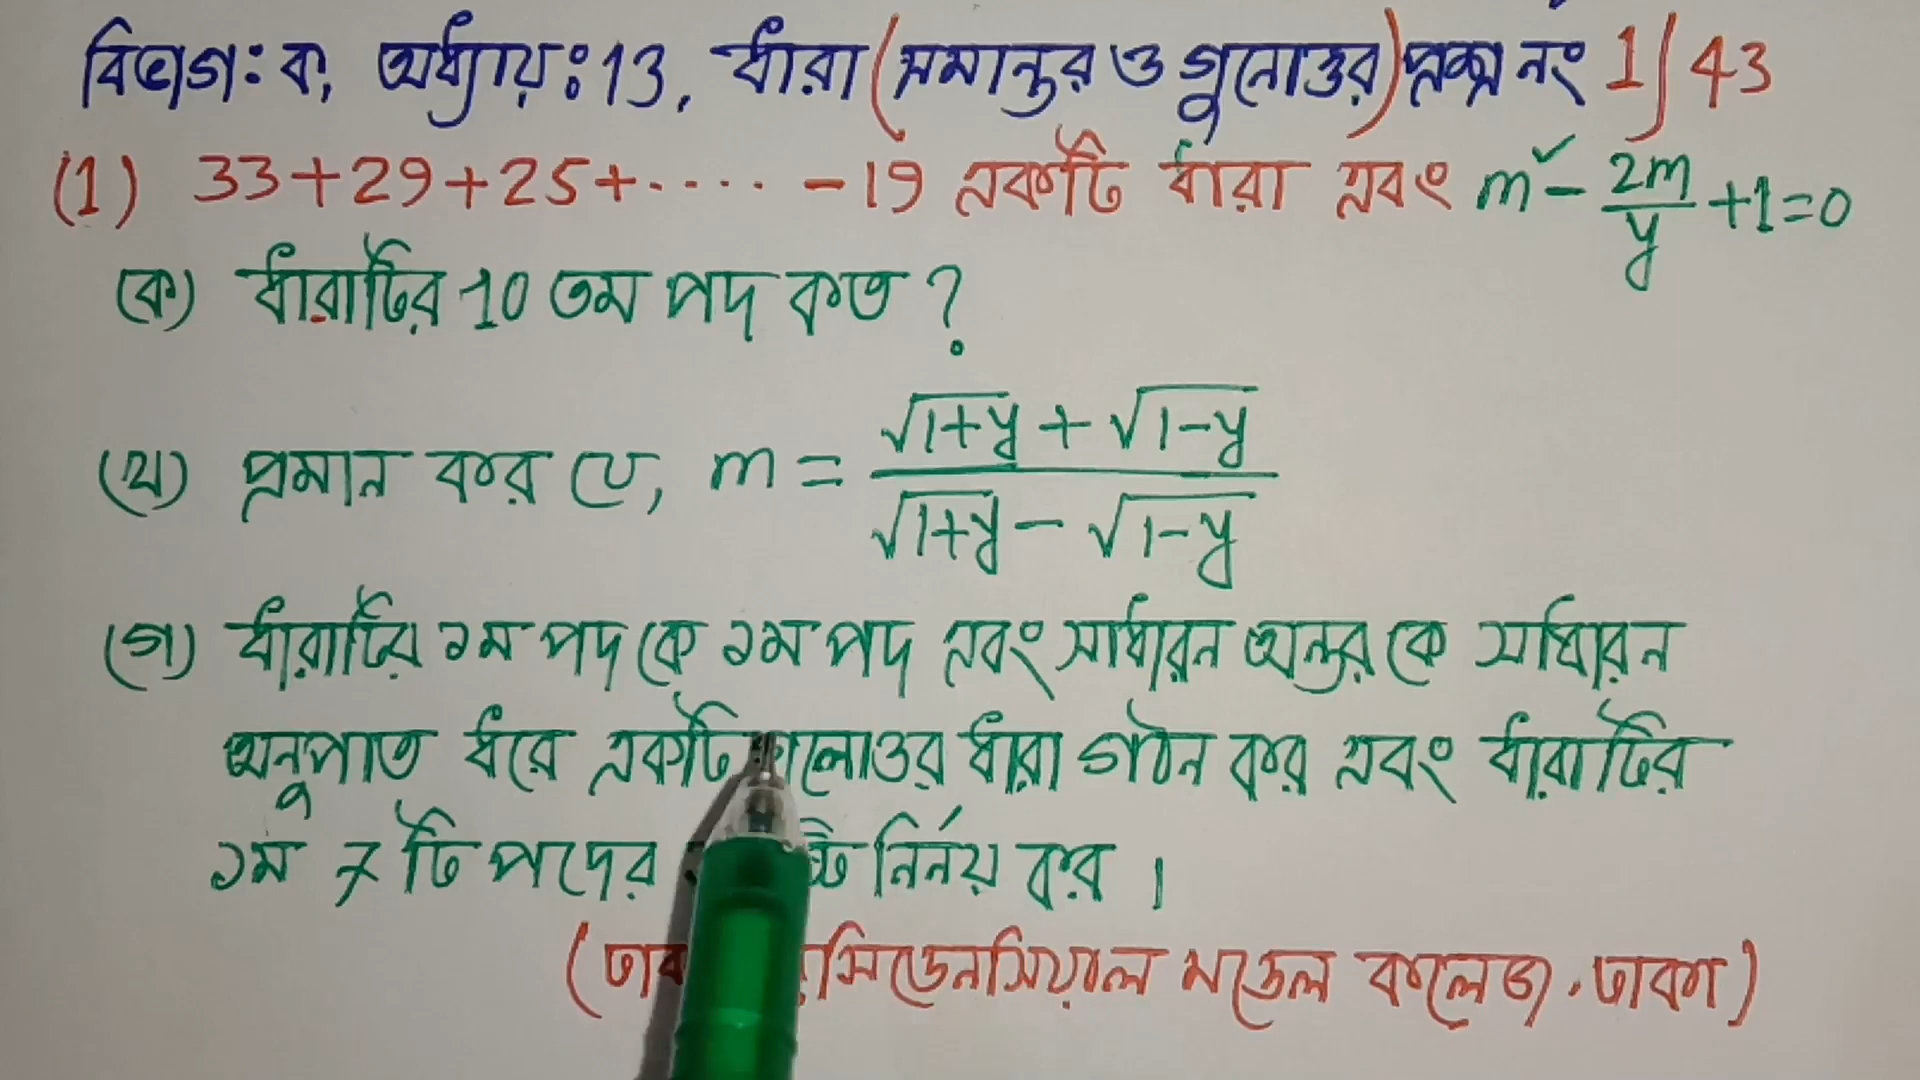 বিভাগঃ ক, অধ্যায়ঃ 13, ধারা (সমান্তর ও গুনোত্তর) প্রশ্ন নং 1/43
(1) 33+29+25+..... -19 একটি ধারা এবং m² - 2m/y +1=0
(ক) ধারাটির 10 তম পদ কত ?
(খ) প্রমান কর যে, m = (√1+y + √1-y) / (√1+y - √1-y)
(গ) ধারাটির ১ম পদ কে ১ম পদ এবং সাধারন অন্তর কে সাধারন
অনুপাত ধরে একটি ধারা গঠন কর এবং ধারাটির
১ম 7 টি পদের নির্নয় কর ।
মডেল কলেজ, ঢাকা)